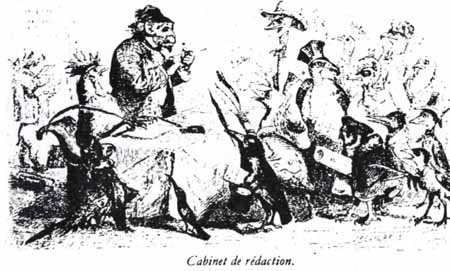 Cabinet de rédaction.